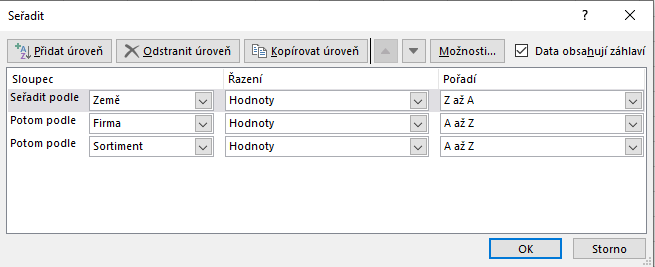 Seřadit ? ×
Přidat úroveň Odstranit úroveň Kopírovat úroveň Možnosti... Data obsahují záhlaví
Sloupec Řazení Pořadí
Seřadit podle Země Hodnoty Z až A
Potom podle Firma Hodnoty A až Z
Potom podle Sortiment Hodnoty A až Z
OK Storno